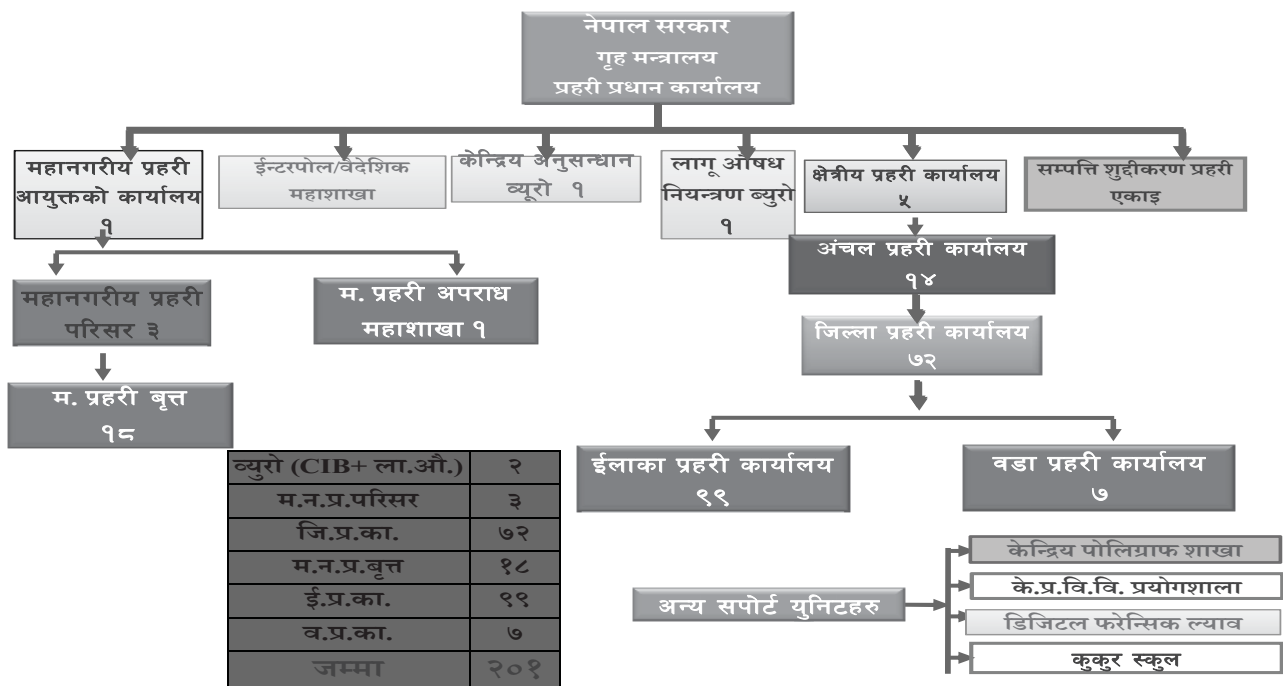 नेपाल सरकार
गृह मन्त्रालय
प्रहरी प्रधान कार्यालय
महानगरीय प्रहरी
आयुक्तको कार्यालय
१
ईन्टरपोल/वैदेशिक
महाशाखा
केन्द्रिय अनुसन्धान
व्यूरो १
लागू औषध
नियन्त्रण ब्युरो
१
क्षेत्रीय प्रहरी कार्यालय
५
सम्पत्ति शुद्दीकरण प्रहरी
एकाइ
अंचल प्रहरी कार्यालय
१४
महानगरीय प्रहरी
परिसर ३
म. प्रहरी अपराध
महाशाखा १
जिल्ला प्रहरी कार्यालय
७२
म. प्रहरी बृत्त
१८
ईलाका प्रहरी कार्यालय
९९
वडा प्रहरी कार्यालय
७
व्युरो (CIB+ ला.औ.) २
म.न.प्र.परिसर ३
जि.प्र.का. ७२
म.न.प्र.बृत्त १८
ई.प्र.का. ९९
व.प्र.का. ७
जम्मा २०१
अन्य सपोर्ट युनिटहरु
केन्द्रिय पोलिग्राफ शाखा
के.प्र.वि.वि. प्रयोगशाला
डिजिटल फरेन्सिक ल्याव
कुकुर स्कुल